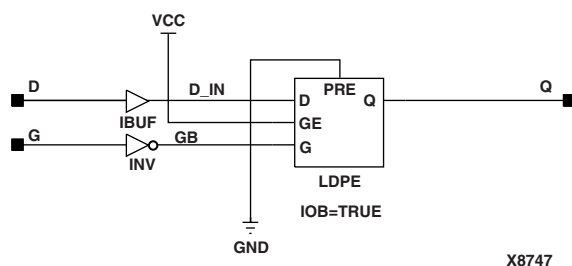 VCC
D
D_IN
PRE
D
Q
Q
IBUF
GE
G
GB
G
INV
LDPE
IOB=TRUE
GND
X8747